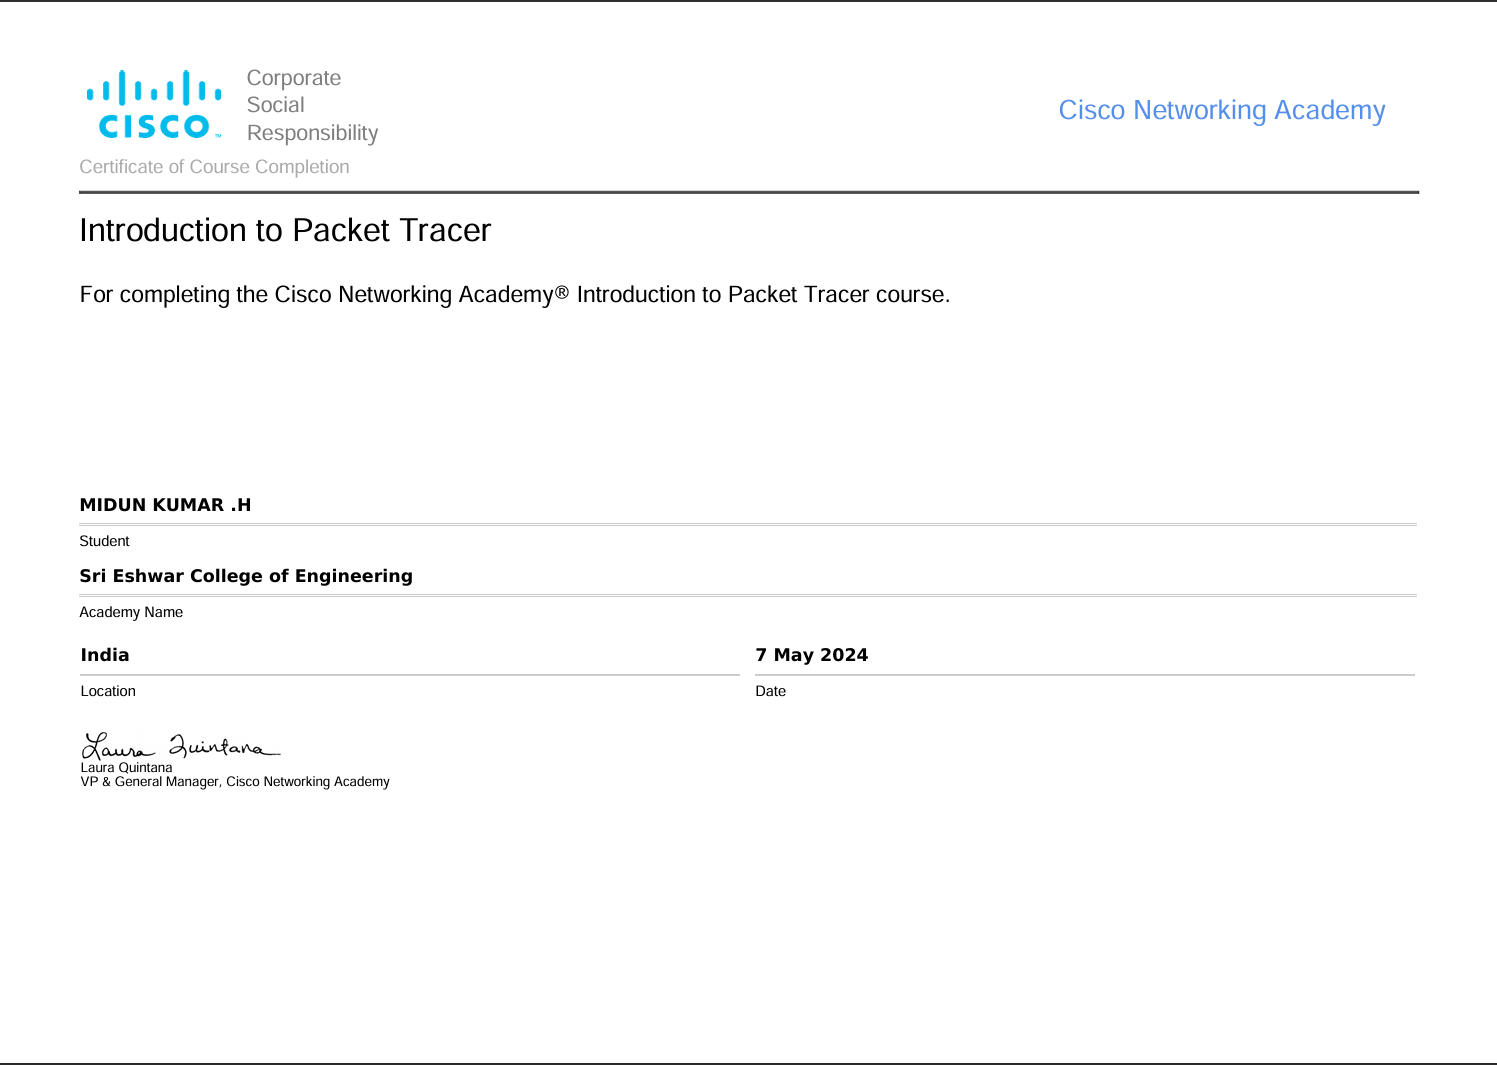 CISCO™
Corporate
Social
Responsibility
Cisco Networking Academy
Certificate of Course Completion
Introduction to Packet Tracer
For completing the Cisco Networking Academy® Introduction to Packet Tracer course.
MIDUN KUMAR .H
Student
Sri Eshwar College of Engineering
Academy Name
India
7 May 2024
Location
Date
Laura Quintana
Laura Quintana
VP & General Manager, Cisco Networking Academy